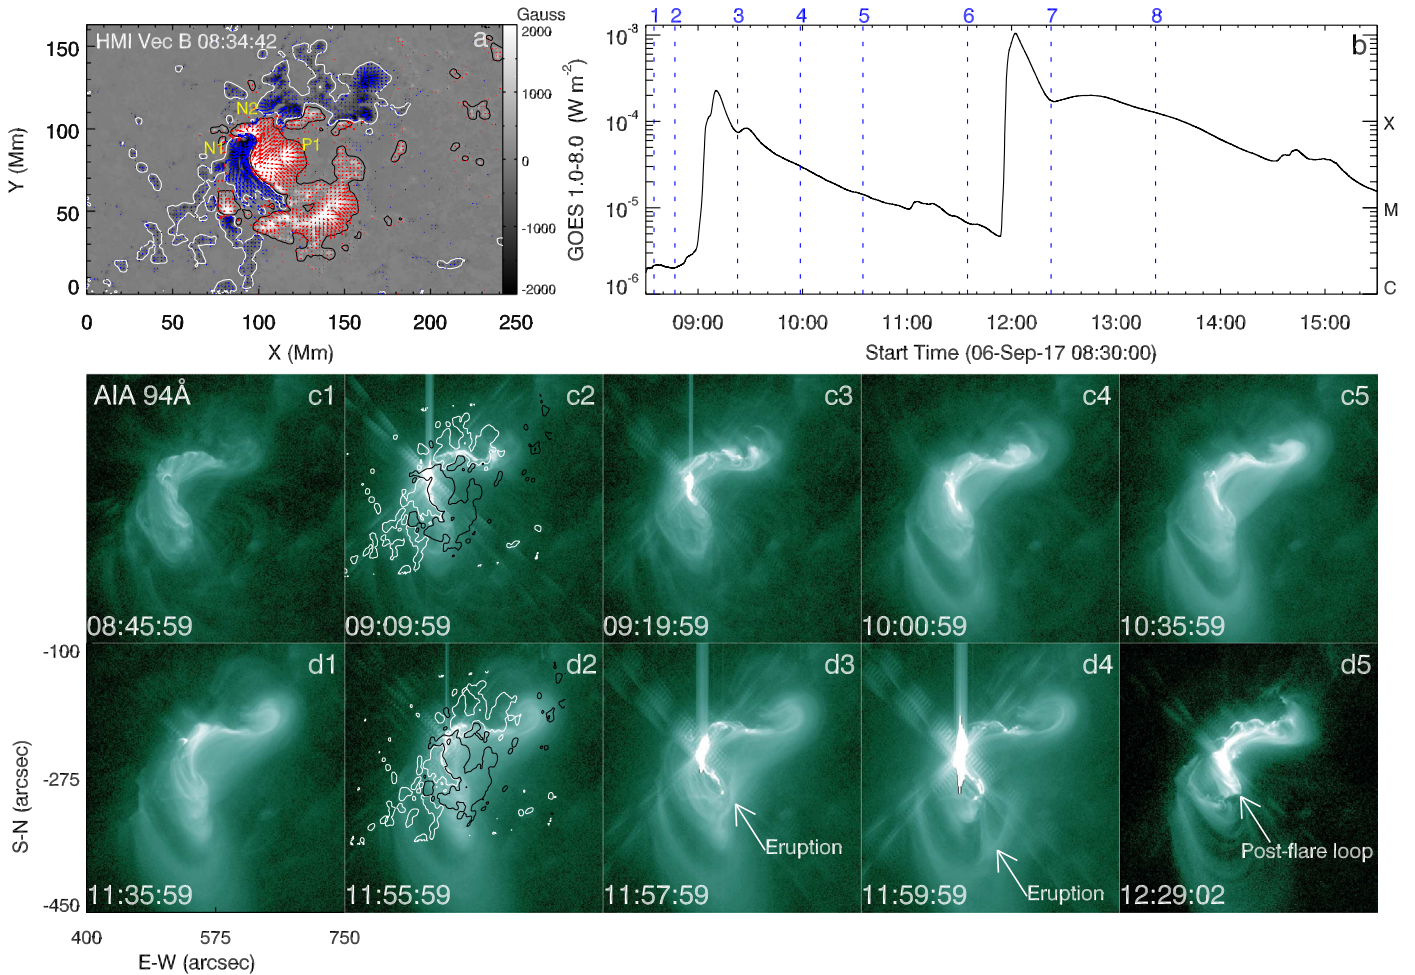 Gauss
HMI Vec B 08:34:42
a
N2
N1
P1
Y (Mm)
150
100
50
0
0 50 100 150 200 250
X (Mm)
2000
1000
0
-1000
-2000
1 2 3 4 5 6 7 8
b
GOES 1.0-8.0 (W m-2)
10-3
10-4
10-5
10-6
X
M
C
09:00 10:00 11:00 12:00 13:00 14:00 15:00
Start Time (06-Sep-17 08:30:00)
AIA 94Å c1 c2 c3 c4 c5
08:45:59 09:09:59 09:19:59 10:00:59 10:35:59
d1 d2 d3 d4 d5
Eruption
Eruption
Post-flare loop
11:35:59 11:55:59 11:57:59 11:59:59 12:29:02
S-N (arcsec)
-100
-275
-450
400 575 750
E-W (arcsec)